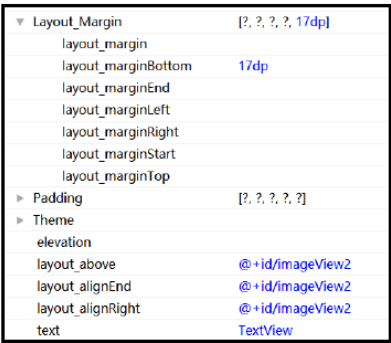 Layout_Margin [?, ?, ?, ?, 17dp]
layout_margin
layout_marginBottom 17dp
layout_marginEnd
layout_marginLeft
layout_marginRight
layout_marginStart
layout_marginTop
Padding [?, ?, ?, ?, ?]
Theme
elevation
layout_above @+id/imageView2
layout_alignEnd @+id/imageView2
layout_alignRight @+id/imageView2
text TextView